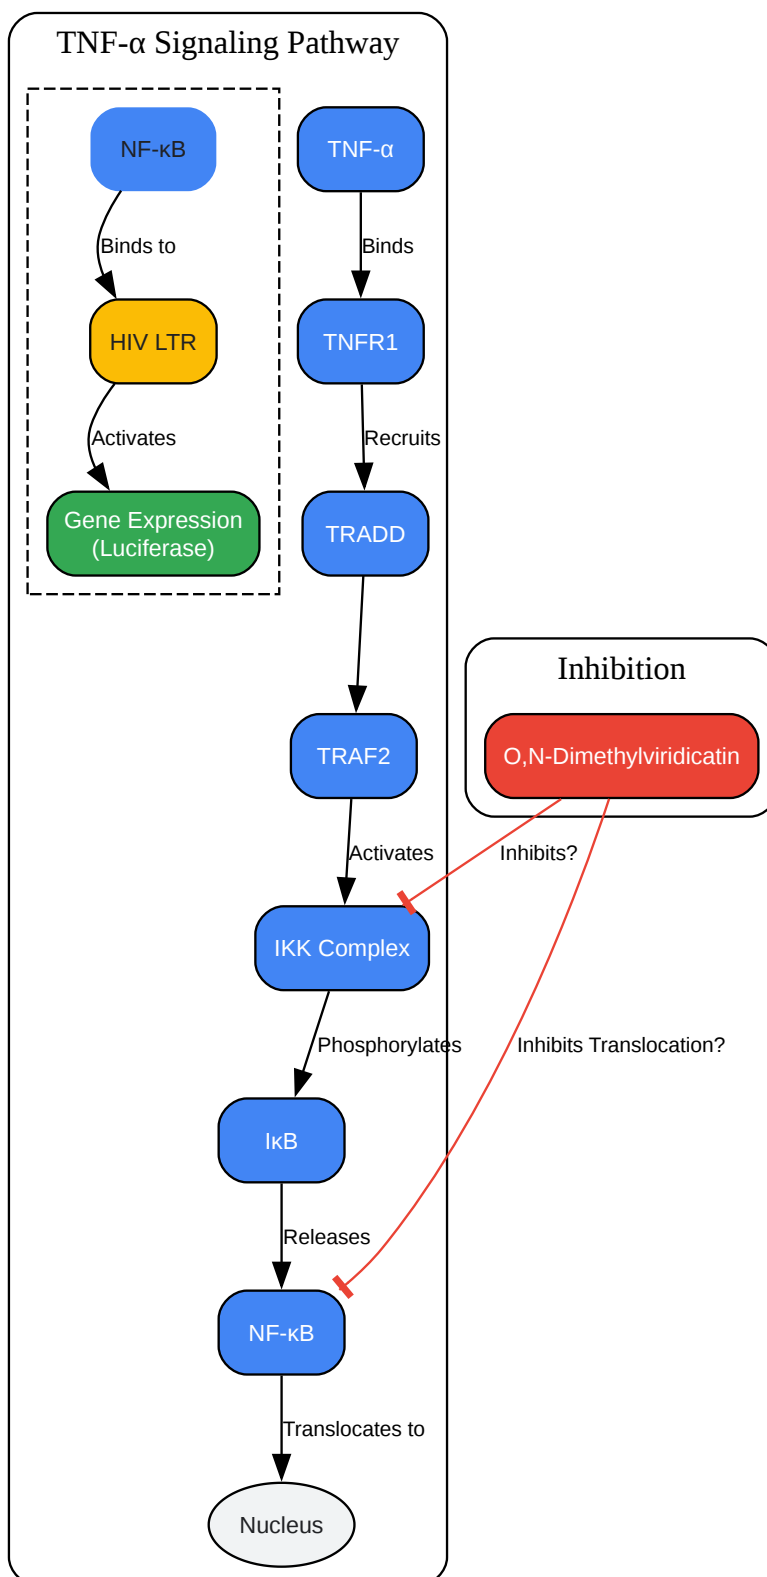 TNF-α Signaling Pathway
NF-κB
TNF-α
Binds to
Binds
HIV LTR
TNFR1
Activates
Recruits
Gene Expression
(Luciferase)
TRADD
Inhibition
TRAF2
O,N-Dimethylviridicatin
Activates
Inhibits?
IKK Complex
Phosphorylates
Inhibits Translocation?
IκB
Releases
NF-κB
Translocates to
Nucleus